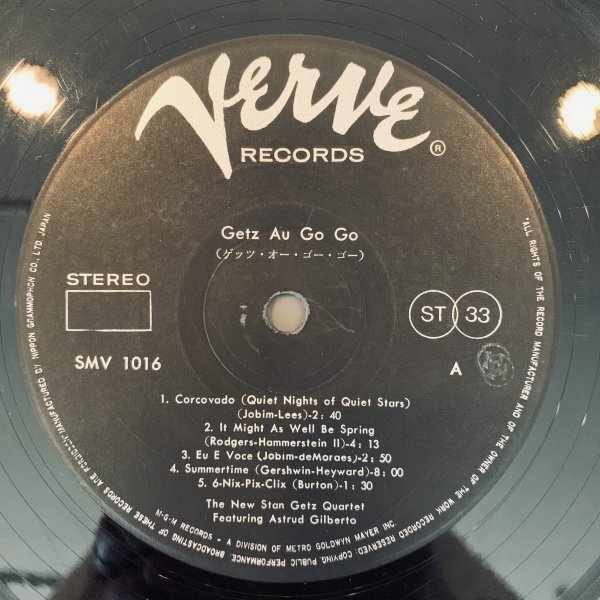 Verve
RECORDS ®
Getz Au Go Go
(ゲッツ・オー・ゴー・ゴー)
STEREO
ST 33
SMV 1016
A
1. Corcovado (Quiet Nights of Quiet Stars)
(Jobim-Lees)-2: 40
2. It Might As Well Be Spring
(Rodgers-Hammerstein II)-4: 13
3. Eu E Voce (Jobim-deMoraes)-2: 50
4. Summertime (Gershwin-Heyward)-8: 00
5. 6-Nix-Pix-Clix (Burton)-1: 30
The New Stan Getz Quartet
Featuring Astrud Gilberto
M-G-M RECORDS - A DIVISION OF METRO GOLDWYN MAYER INC.
"ALL RIGHTS OF THE RECORD MANUFACTURER AND OF THE OWNER OF THE WORK RECORDED RESERVED. COPYING PUBLIC PERFORMANCE, BROADCASTING OF THESE RECORDS ARE MANUFACTURED BY NIPPON GRAMMOPHON CO., LTD. JAPAN